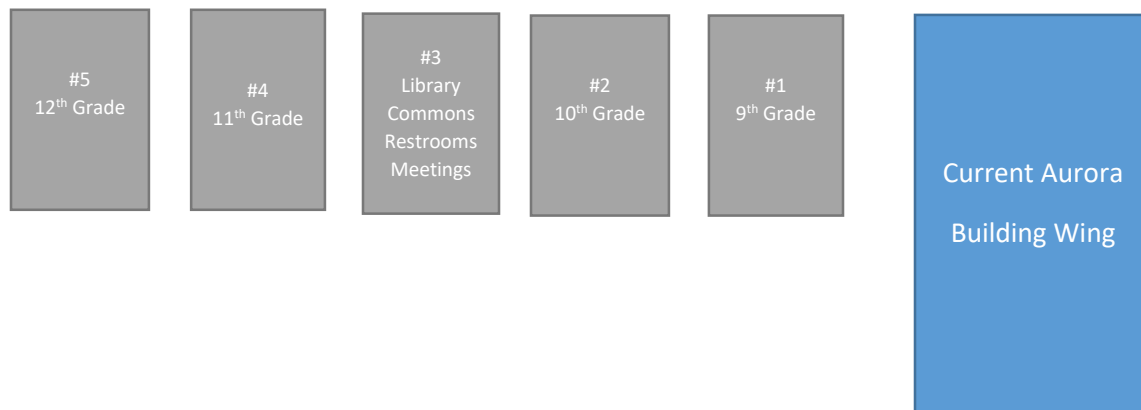 #5
12th Grade
#4
11th Grade
#3
Library
Commons
Restrooms
Meetings
#2
10th Grade
#1
9th Grade
Current Aurora
Building Wing